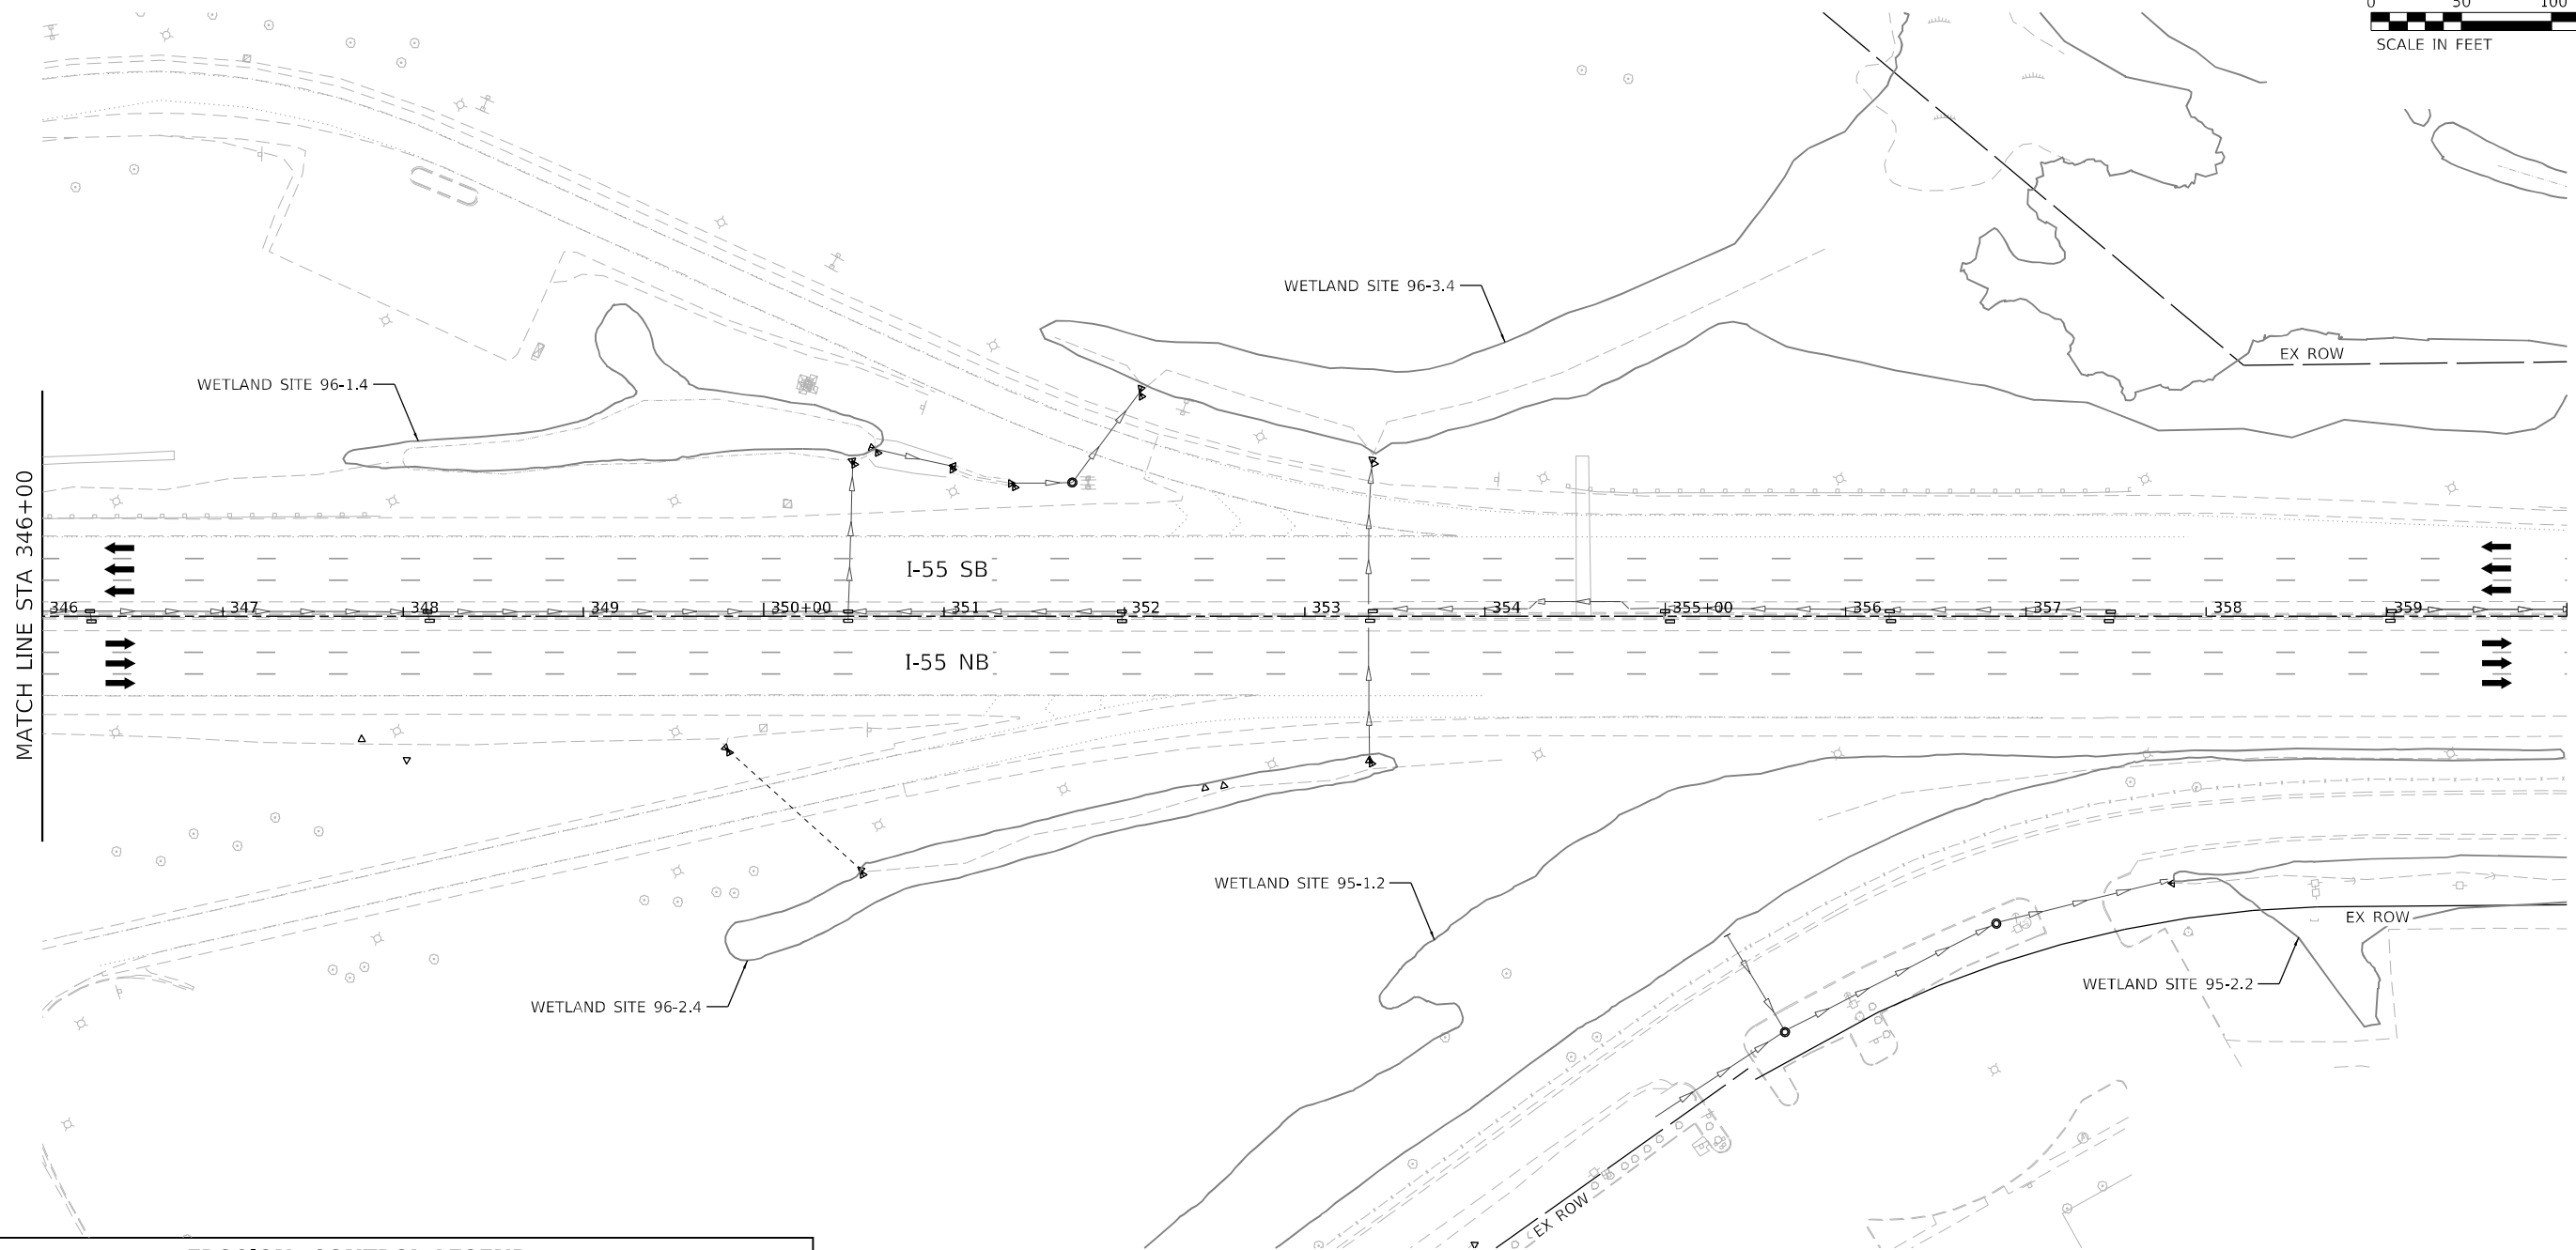 0 50 100
SCALE IN FEET
WETLAND SITE 96-3.4
EX ROW
WETLAND SITE 96-1.4
MATCH LINE STA 346+00
I-55 SB
346 347 348 349 350+00 351 352 353 354 355+00 356 357 358 359
I-55 NB
WETLAND SITE 95-1.2
EX ROW
WETLAND SITE 95-2.2
WETLAND SITE 96-2.4
EX ROW
EROSION CONTROL LEGEND